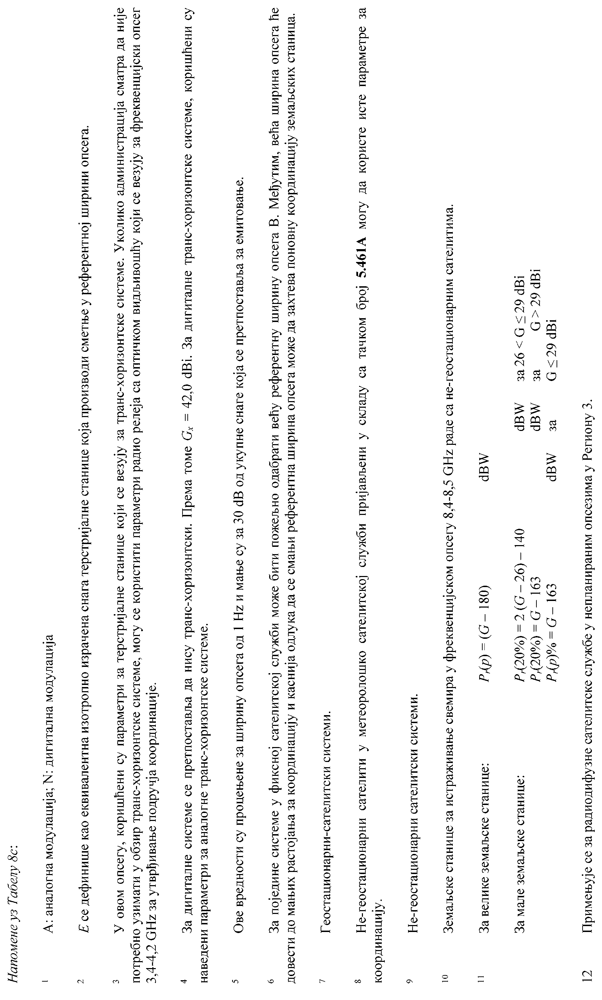 Напомене уз Табелу 8c:
1 А: аналогна модулација; N: дигитална модулација
2 E се дефинише као еквивалентна изотропно израчена снага терстријалне станице која производи сметње у референтној ширини опсега.
3 У овом опсегу, коришћени су параметри за терстријалне станице који се везују за транс-хоризонтске системе. Уколико администрација сматра да није
потребно узимати у обзир транс-хоризонтске системе, могу се користити параметри радио релеја са оптичком видљивошћу који се везују за фреквенцијски опсег
3,4-4,2 GHz за утврђивање подручја координације.
4 За дигиталне системе се претпоставља да нису транс-хоризонтски. Према томе Gx = 42,0 dBi. За дигиталне транс-хоризонтске системе, коришћени су
наведени параметри за аналогне транс-хоризонтске системе.
5 Ове вредности су процењене за ширину опсега од 1 Hz и мање су за 30 dB од укупне снаге која се претпоставља за емитовање.
6 За поједине системе у фиксној сателитској служби може бити пожељно одабрати већу референтну ширину опсега B. Међутим, већа ширина опсега ће
довести до мањих растојања за координацију и каснија одлука да се смањи референтна ширина опсега може да захтева поновну координацију земаљских станица.
7 Геостационарни-сателитски системи.
8 Не-геостационарни сателити у метеоролошко сателитској служби пријављени у складу са тачком број 5.461А могу да користе исте параметре за
координацију.
9 Не-геостационарни сателитски системи.
10 Земаљске станице за истраживање свемира у фреквенцијском опсегу 8,4-8,5 GHz раде са не-геостационарним сателитима.
11 За велике земаљске станице: Pr(p) = (G – 180) dBW
За мале земаљске станице: Pr(20%) = 2 (G – 26) – 140 dBW за 26 < G ≤ 29 dBi
Pr(20%) = G – 163 dBW за G > 29 dBi
Pr(p)% = G – 163 dBW за G ≤ 29 dBi
12 Примењује се за радиодифузне сателитске службе у непланираним опсезима у Региону 3.